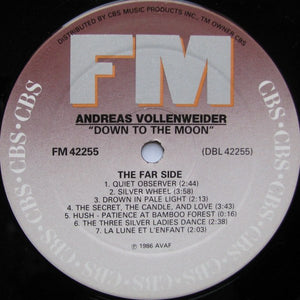 DISTRIBUTED BY CBS MUSIC PRODUCTS INC., TM OWNER CBS
FM
ANDREAS VOLLENWEIDER
"DOWN TO THE MOON"
FM 42255
(DBL 42255)
THE FAR SIDE
1. QUIET OBSERVER (2:44)
2. SILVER WHEEL (3:58)
3. DROWN IN PALE LIGHT (2:14)
4. THE SECRET, THE CANDLE, AND LOVE (3:43)
5. HUSH - PATIENCE AT BAMBOO FOREST (0:16)
6. THE THREE SILVER LADIES DANCE (2:38)
7. LA LUNE ET L'ENFANT (2:03)
℗ 1986 AVAF
CBS·CBS·CBS·CBS
CBS·CBS·CBS·CBS